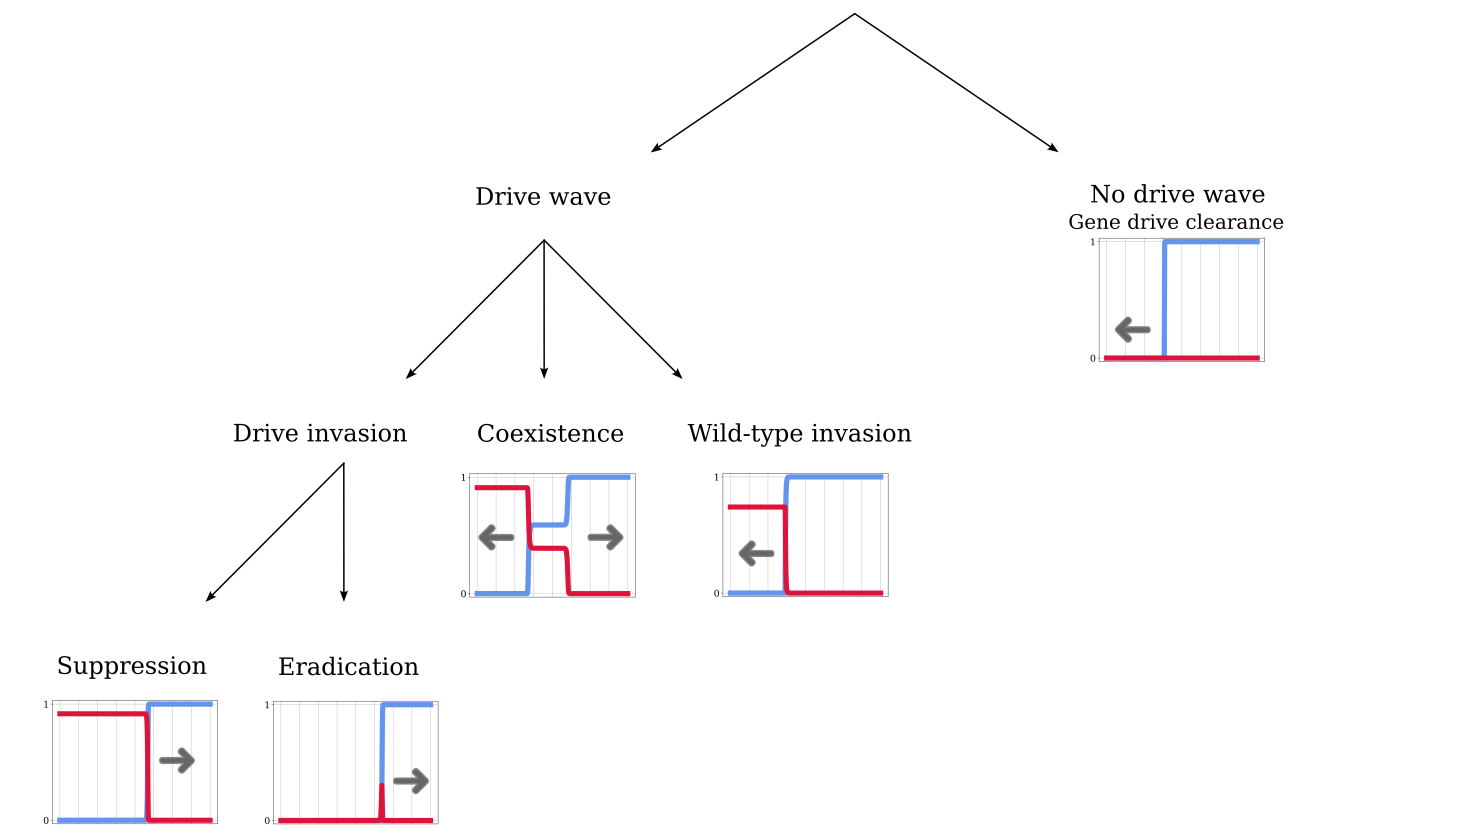 Drive wave
No drive wave
Gene drive clearance
1
0
Drive invasion
Coexistence
Wild-type invasion
1
0
1
0
Suppression
Eradication
1
0
1
0